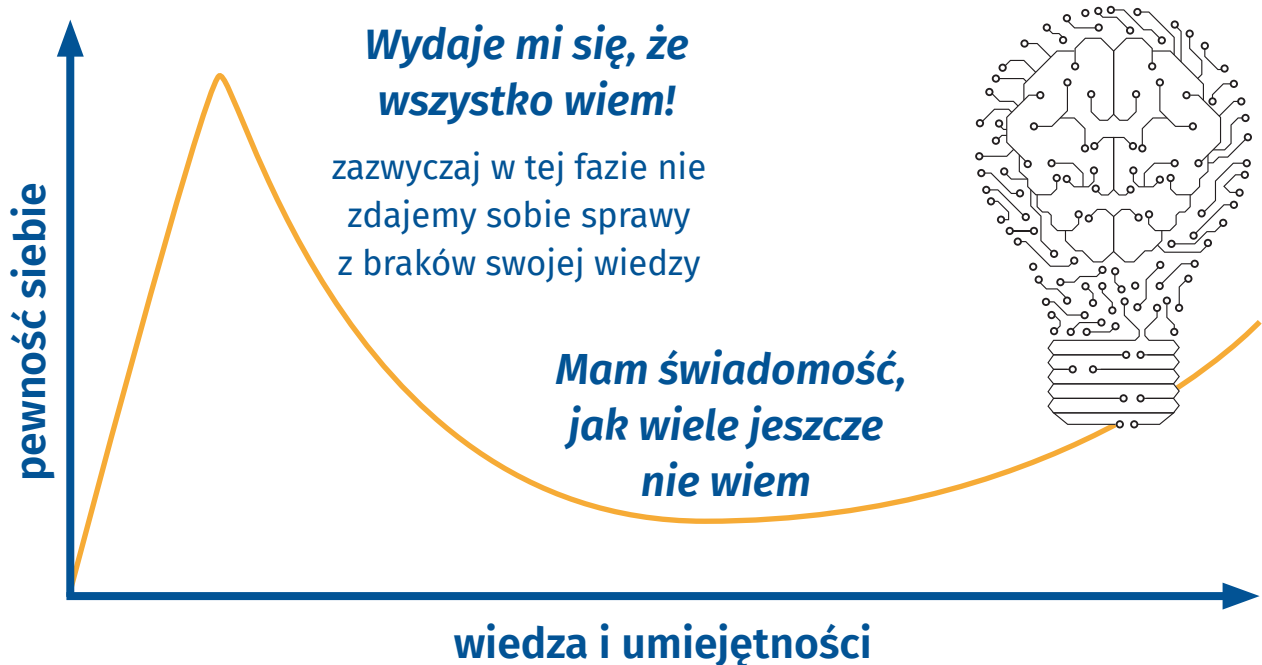 Wydaje mi się, że
wszystko wiem!
zazwyczaj w tej fazie nie
zdajemy sobie sprawy
z braków swojej wiedzy
pewność siebie
Mam świadomość,
jak wiele jeszcze
nie wiem
wiedza i umiejętności